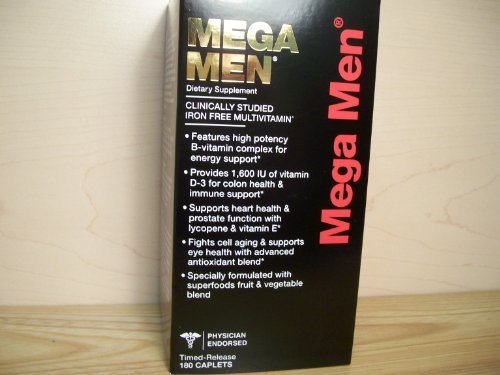 MEGA
MEN®
Dietary Supplement
CLINICALLY STUDIED
IRON FREE MULTIVITAMIN*
• Features high potency
B-vitamin complex for
energy support*
• Provides 1,600 IU of vitamin
D-3 for colon health &
immune support*
• Supports heart health &
prostate function with
lycopene & vitamin E*
• Fights cell aging & supports
eye health with advanced
antioxidant blend*
• Specially formulated with
superfoods fruit & vegetable
blend
PHYSICIAN
ENDORSED
Timed-Release
180 CAPLETS
Mega Men®